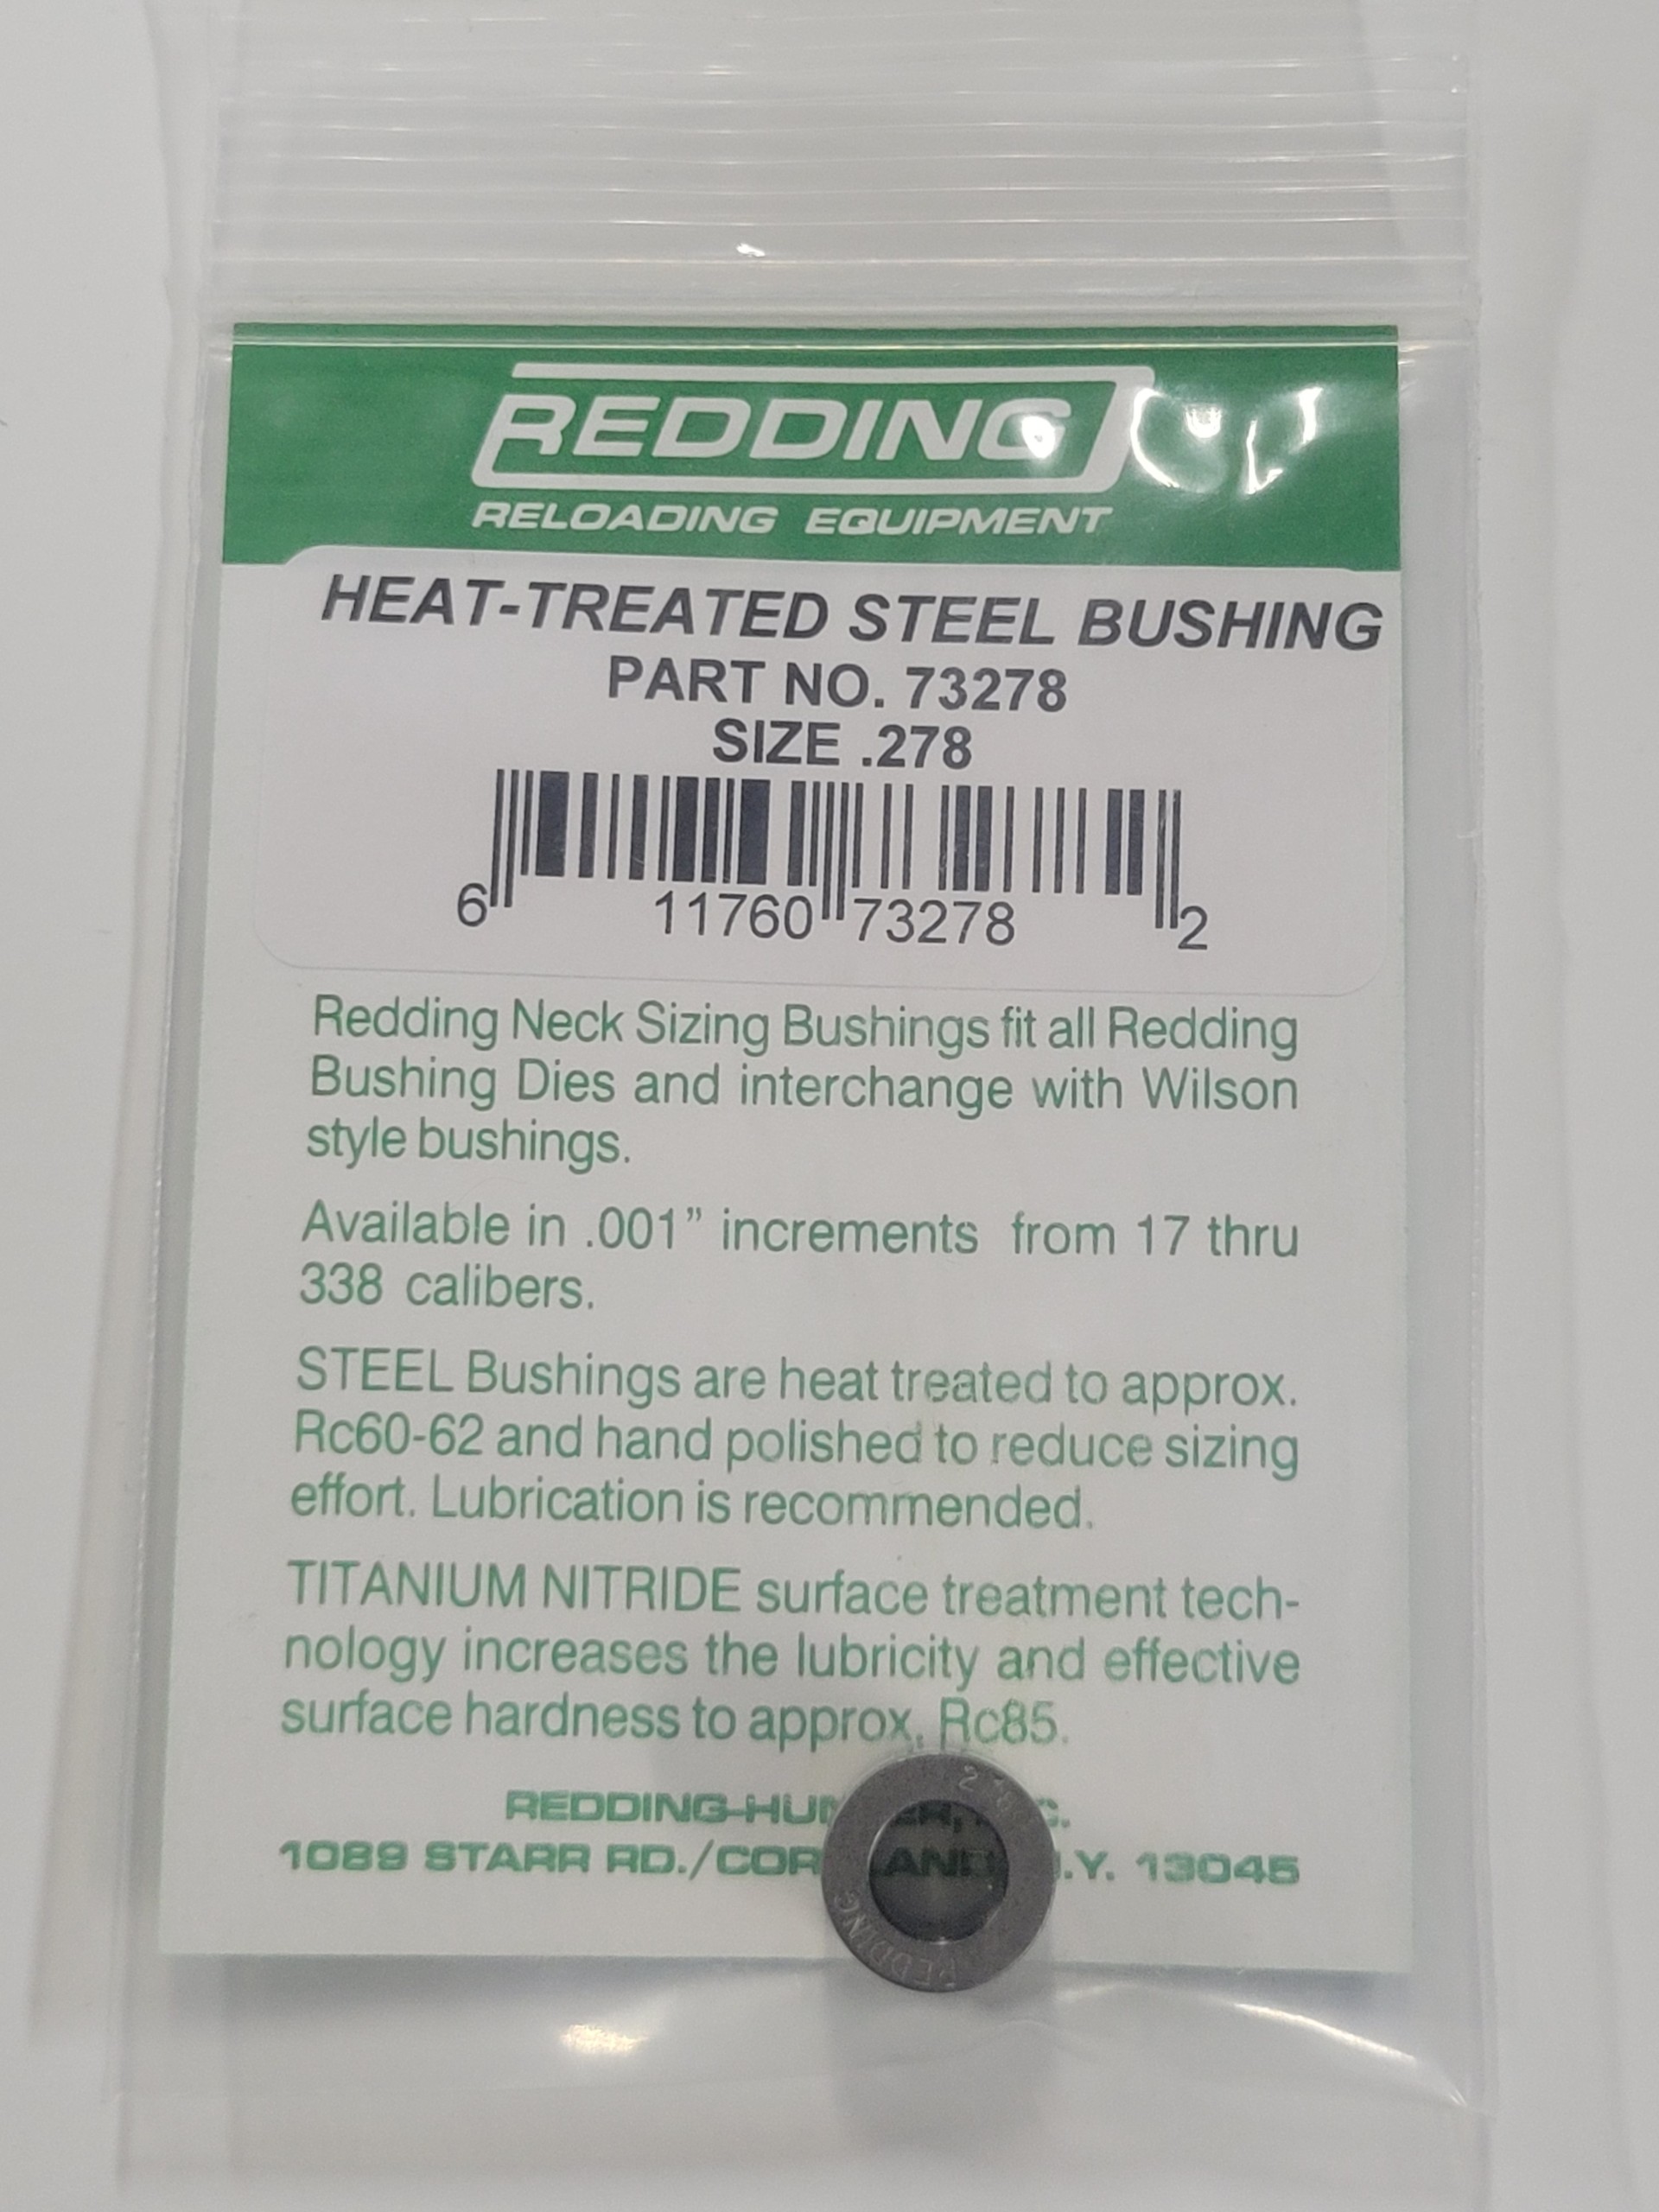 REDDING
RELOADING EQUIPMENT
HEAT-TREATED STEEL BUSHING
PART NO. 73278
SIZE .278
6 11760 73278 2
Redding Neck Sizing Bushings fit all Redding
Bushing Dies and interchange with Wilson
style bushings.
Available in .001” increments from 17 thru
338 calibers.
STEEL Bushings are heat treated to approx.
Rc60-62 and hand polished to reduce sizing
effort. Lubrication is recommended.
TITANIUM NITRIDE surface treatment tech-
nology increases the lubricity and effective
surface hardness to approx. Rc85.
1089 STARR RD./ 13045
REDDING